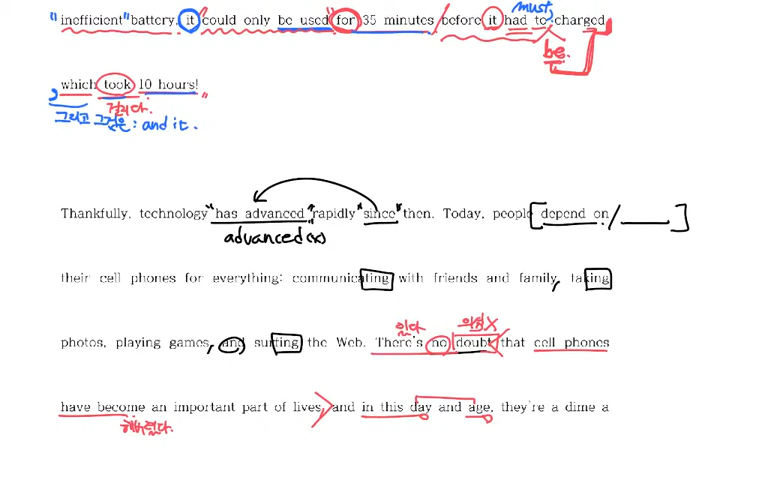 must,
"inefficient" battery, it "could only be used" for 35 minutes / before it had to charged
be
, which took 10 hours! "
걸리다.
그리고 그것은 : and it.
Thankfully, technology "has advanced" rapidly "since" then. Today, people [depend on / ____ ]
advanced (x)
their cell phones for everything: communicating with friends and family, taking
있다 의심X
photos, playing games, and surfing the Web. There's no doubt that cell phones
have become an important part of lives, and in this day and age, they're a dime a
해버렸다.